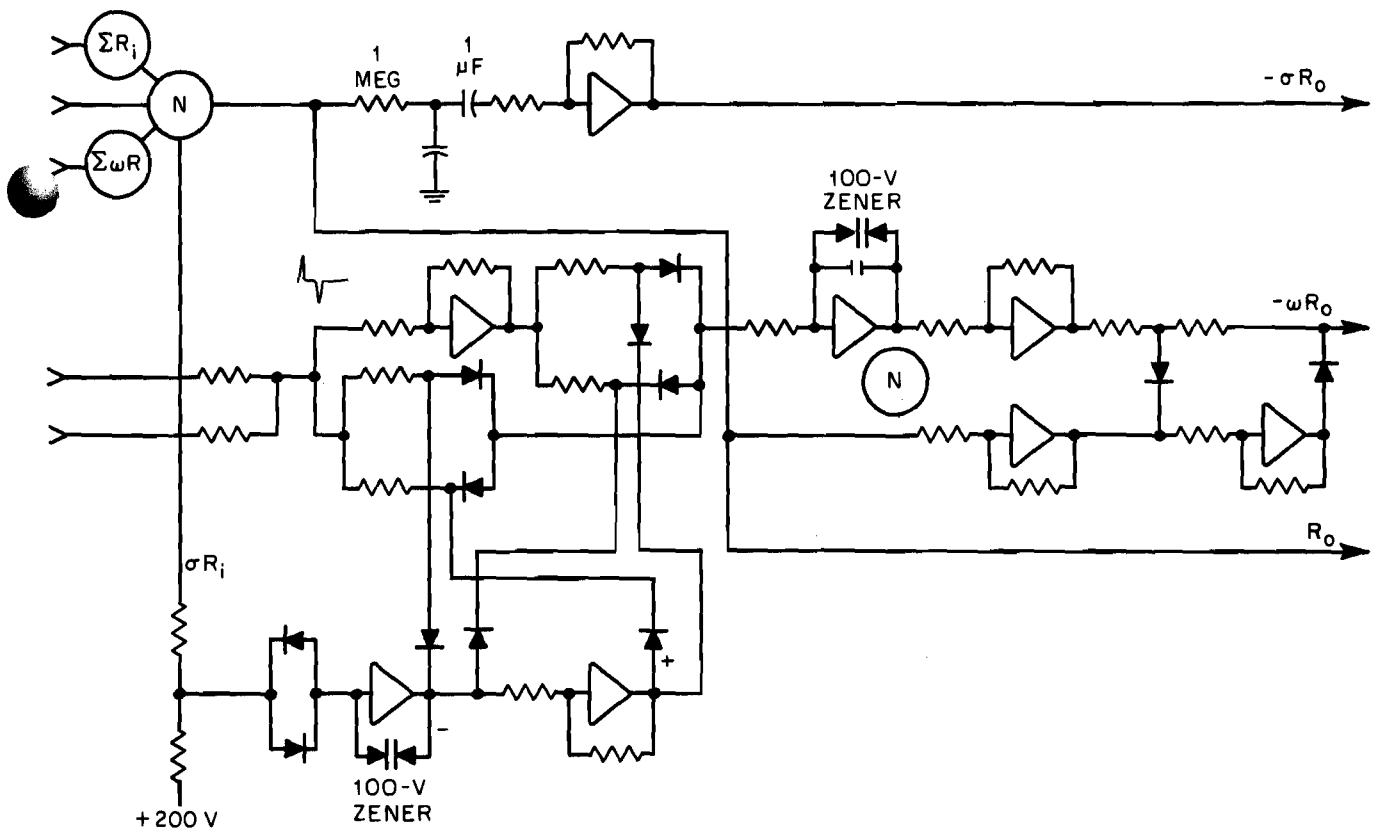 ΣRi
N
ΣωR
1
MEG
1
μF
-σRo
100-V
ZENER
-ωRo
N
Ro
σRi
+
-
100-V
ZENER
+200 V